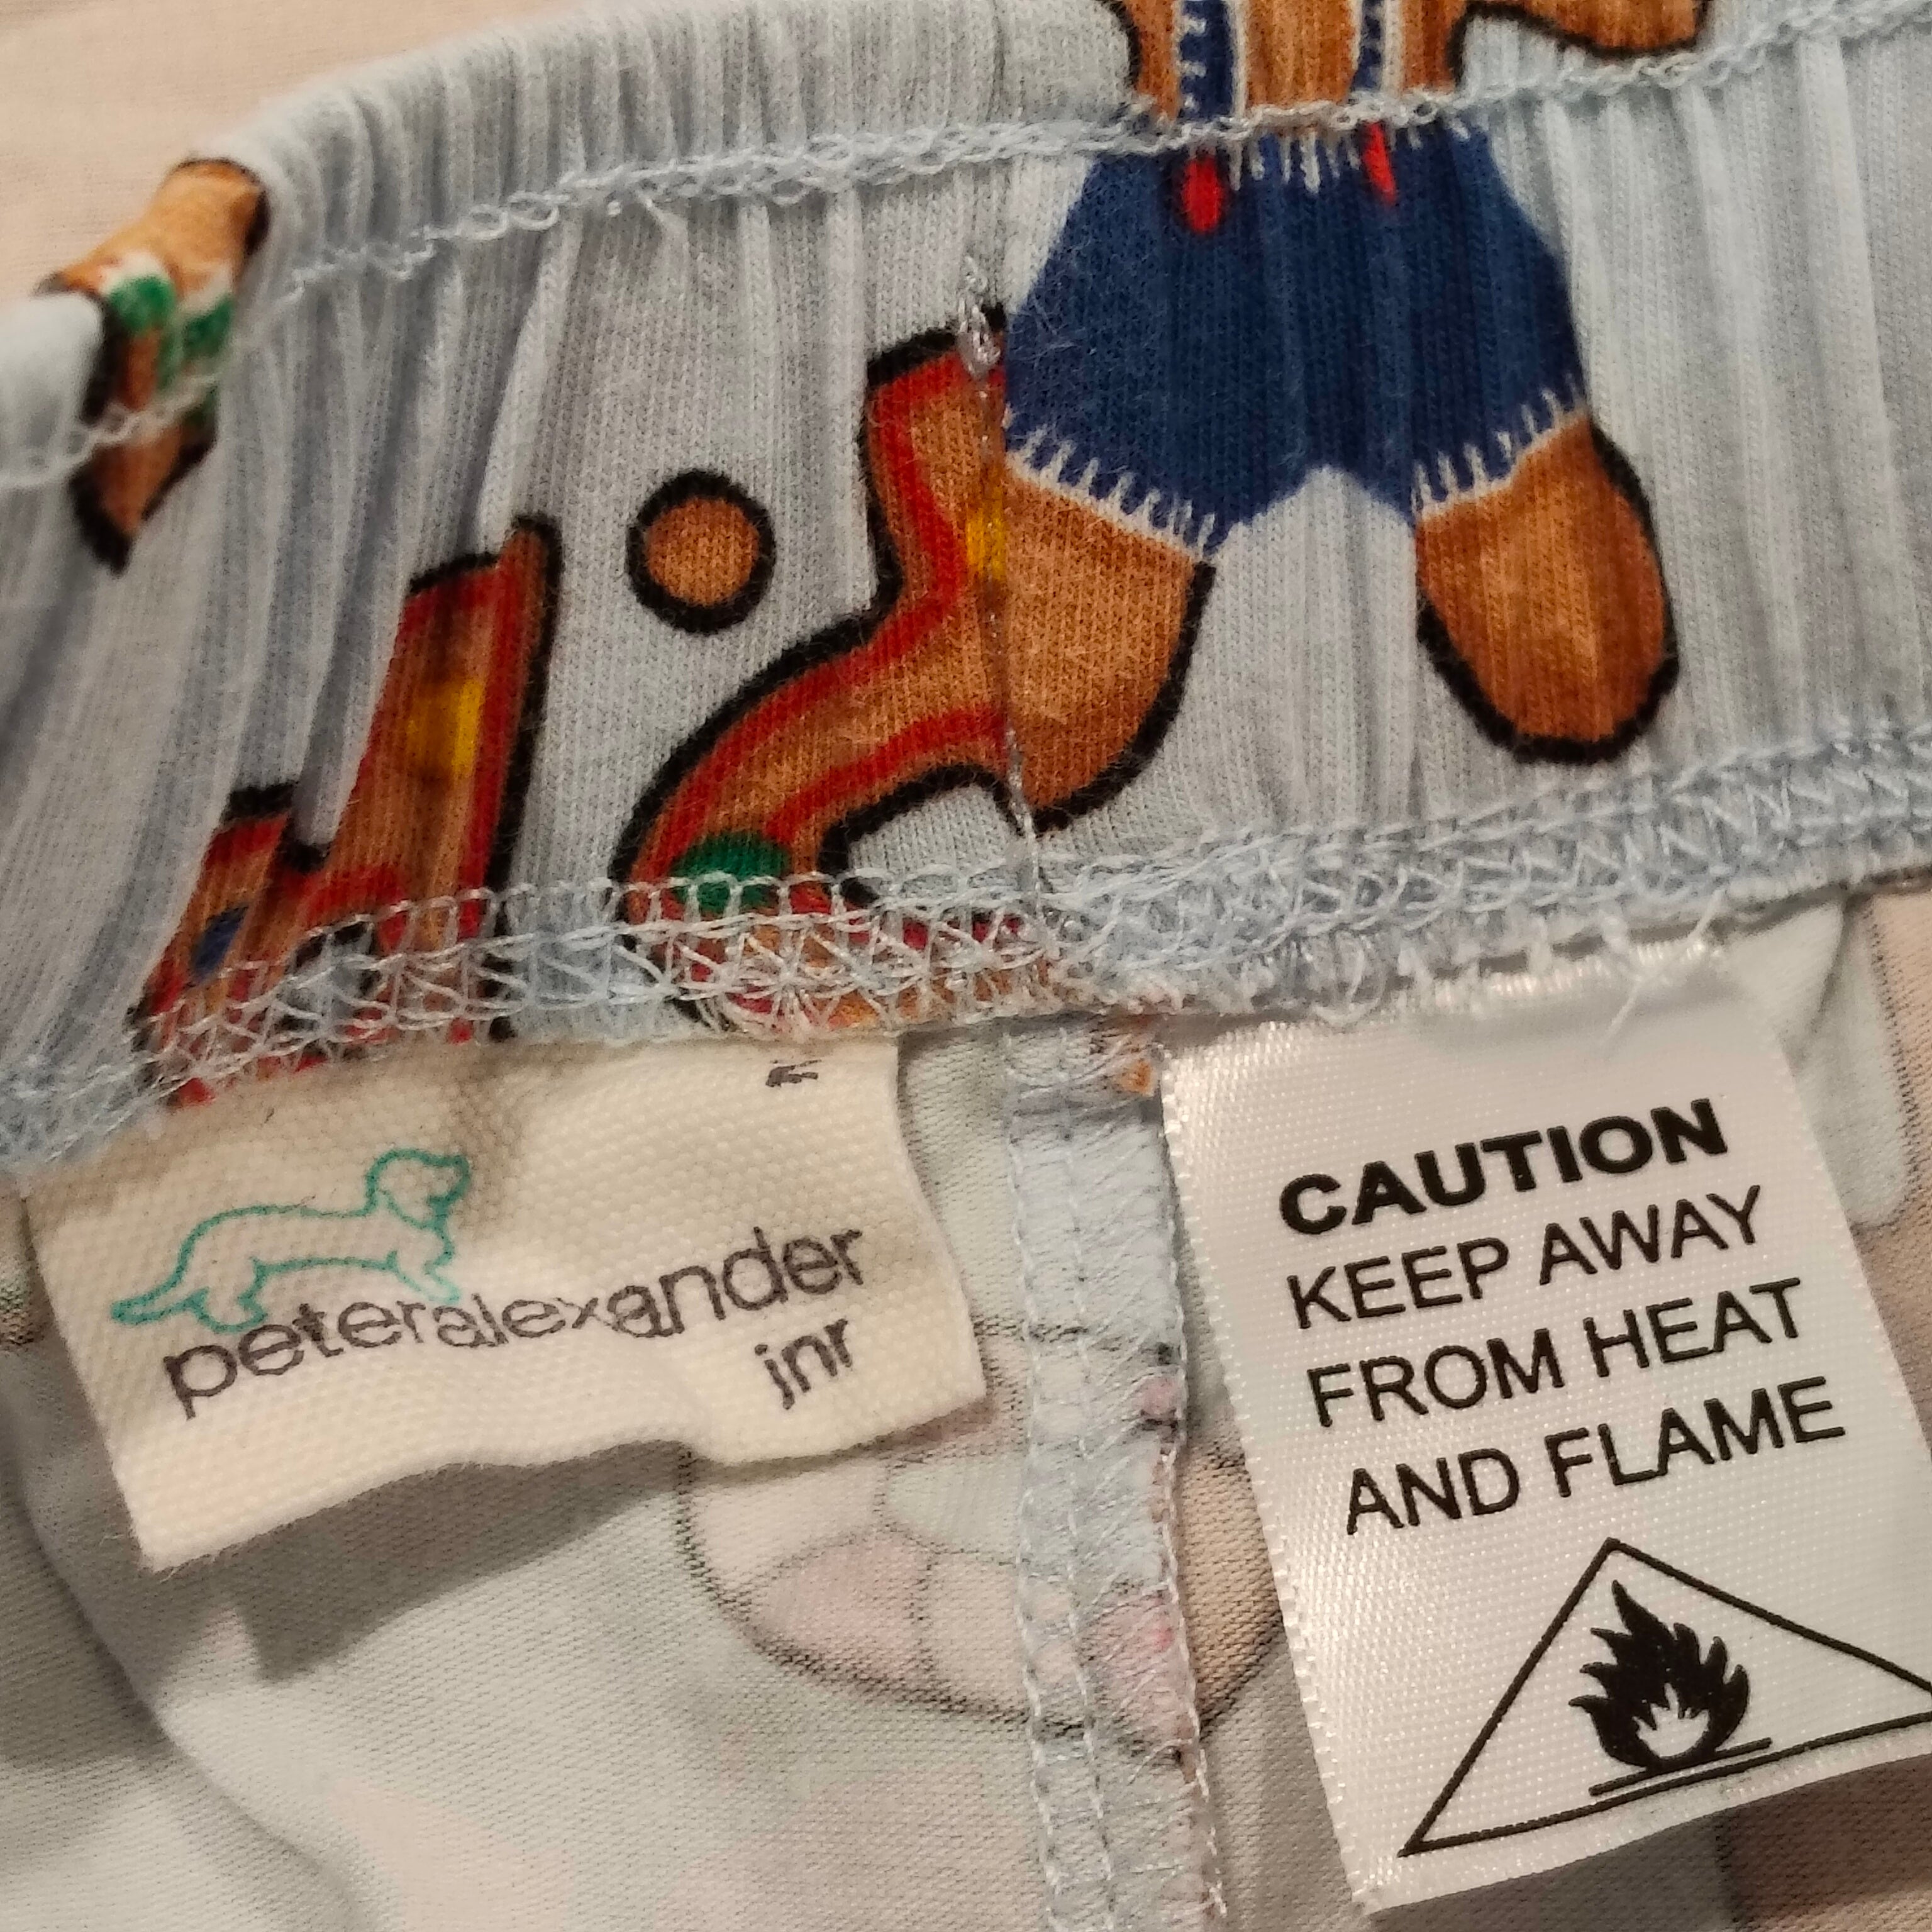 peteralexander
jnr
CAUTION
KEEP AWAY
FROM HEAT
AND FLAME